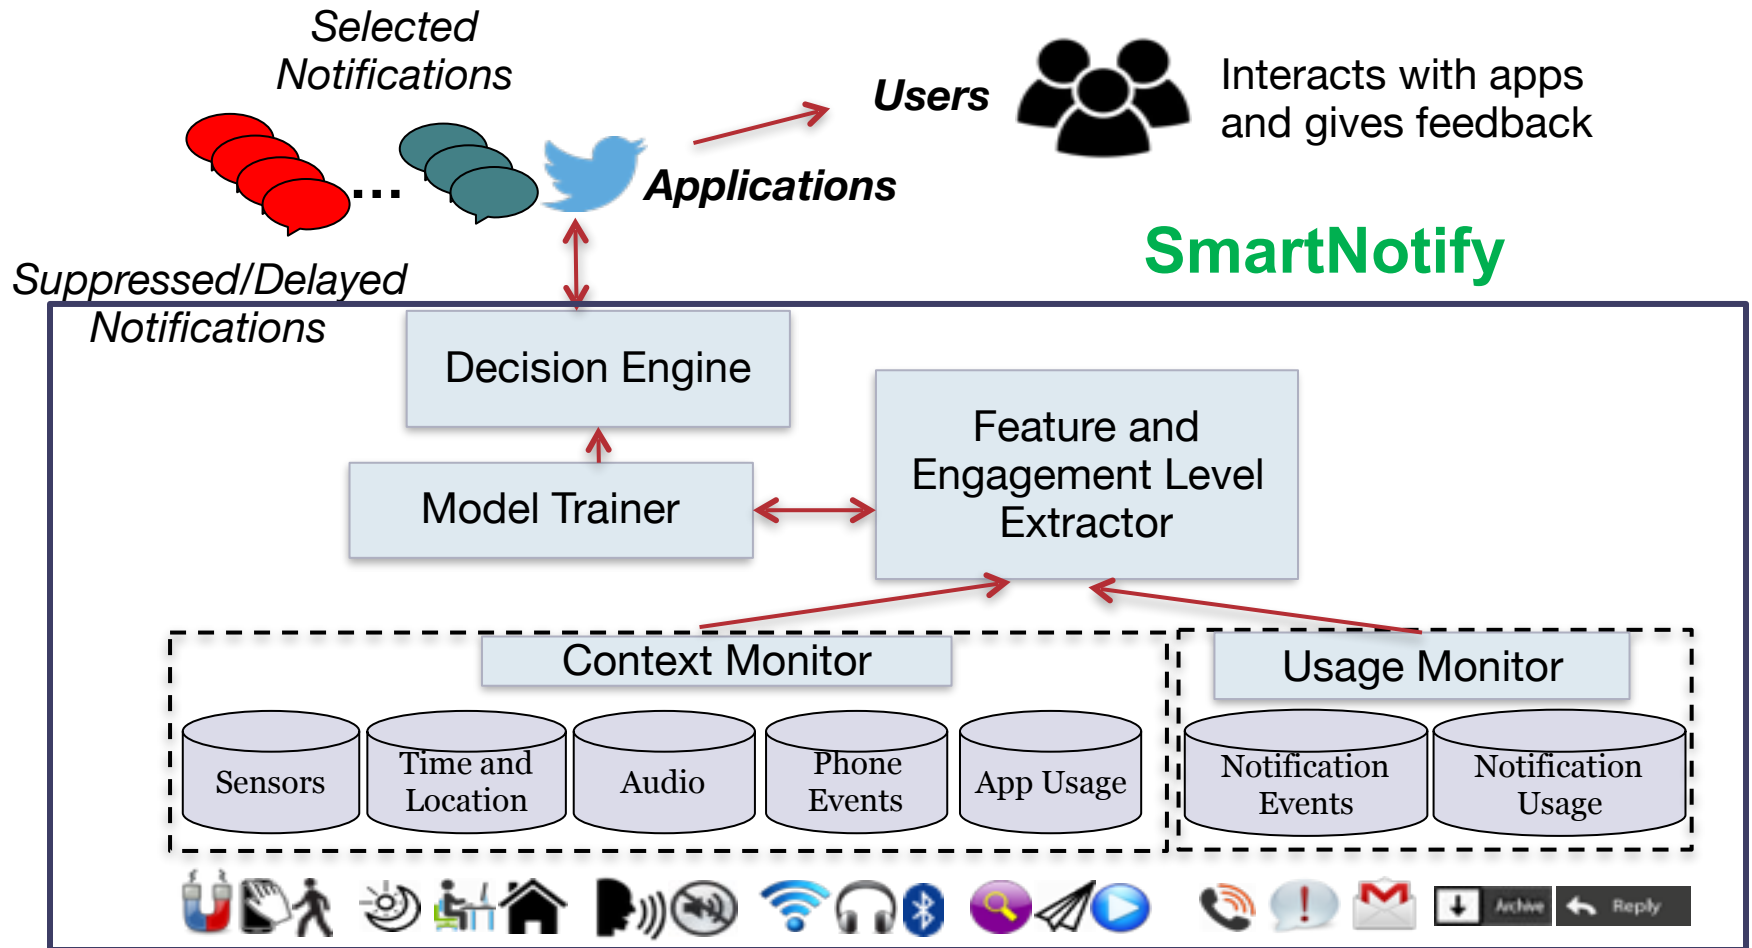 Selected
Notifications
Users
Interacts with apps
and gives feedback
...
Applications
SmartNotify
Suppressed/Delayed
Notifications
Decision Engine
Feature and
Engagement Level
Extractor
Model Trainer
Context Monitor
Usage Monitor
Sensors
Time and
Location
Audio
Phone
Events
App Usage
Notification
Events
Notification
Usage
Archive
Reply